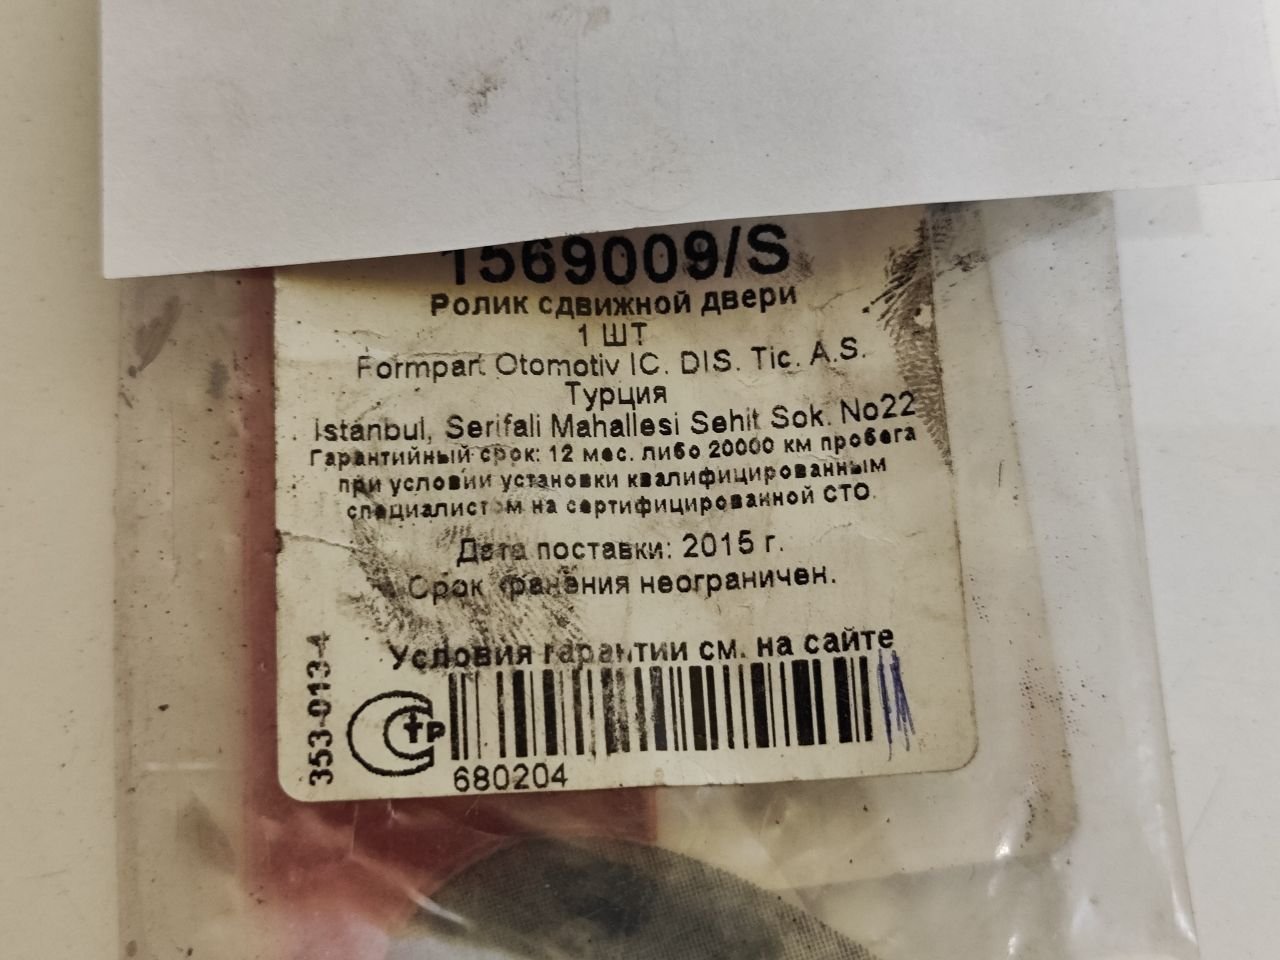 1569009/S
Ролик сдвижной двери
1 ШТ
Formpart Otomotiv IC. DIS. Tic. A.S.
Турция
Istanbul, Serifali Mahallesi Sehit Sok. No22
Гарантийный срок: 12 мес. либо 20000 км пробега
при условии установки квалифицированным
специалистом на сертифицированной СТО.
Дата поставки: 2015 г.
Срок хранения неограничен.
Условия гарантии см. на сайте
353-013-4
СтР
680204